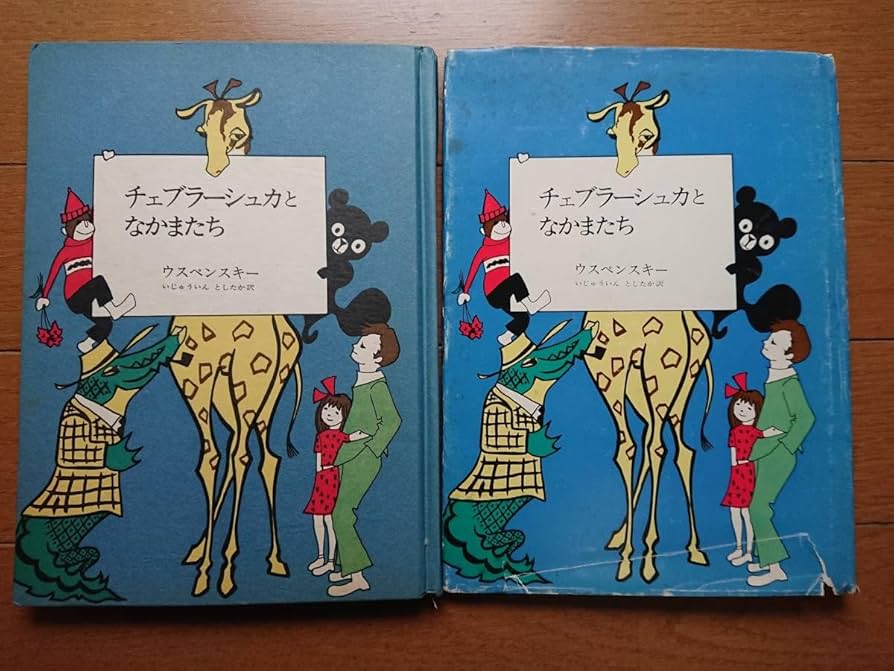 チェブラーシュカと
なかまたち
ウスペンスキー
いじゅういん としたか訳
チェブラーシュカと
なかまたち
ウスペンスキー
いじゅういん としたか訳